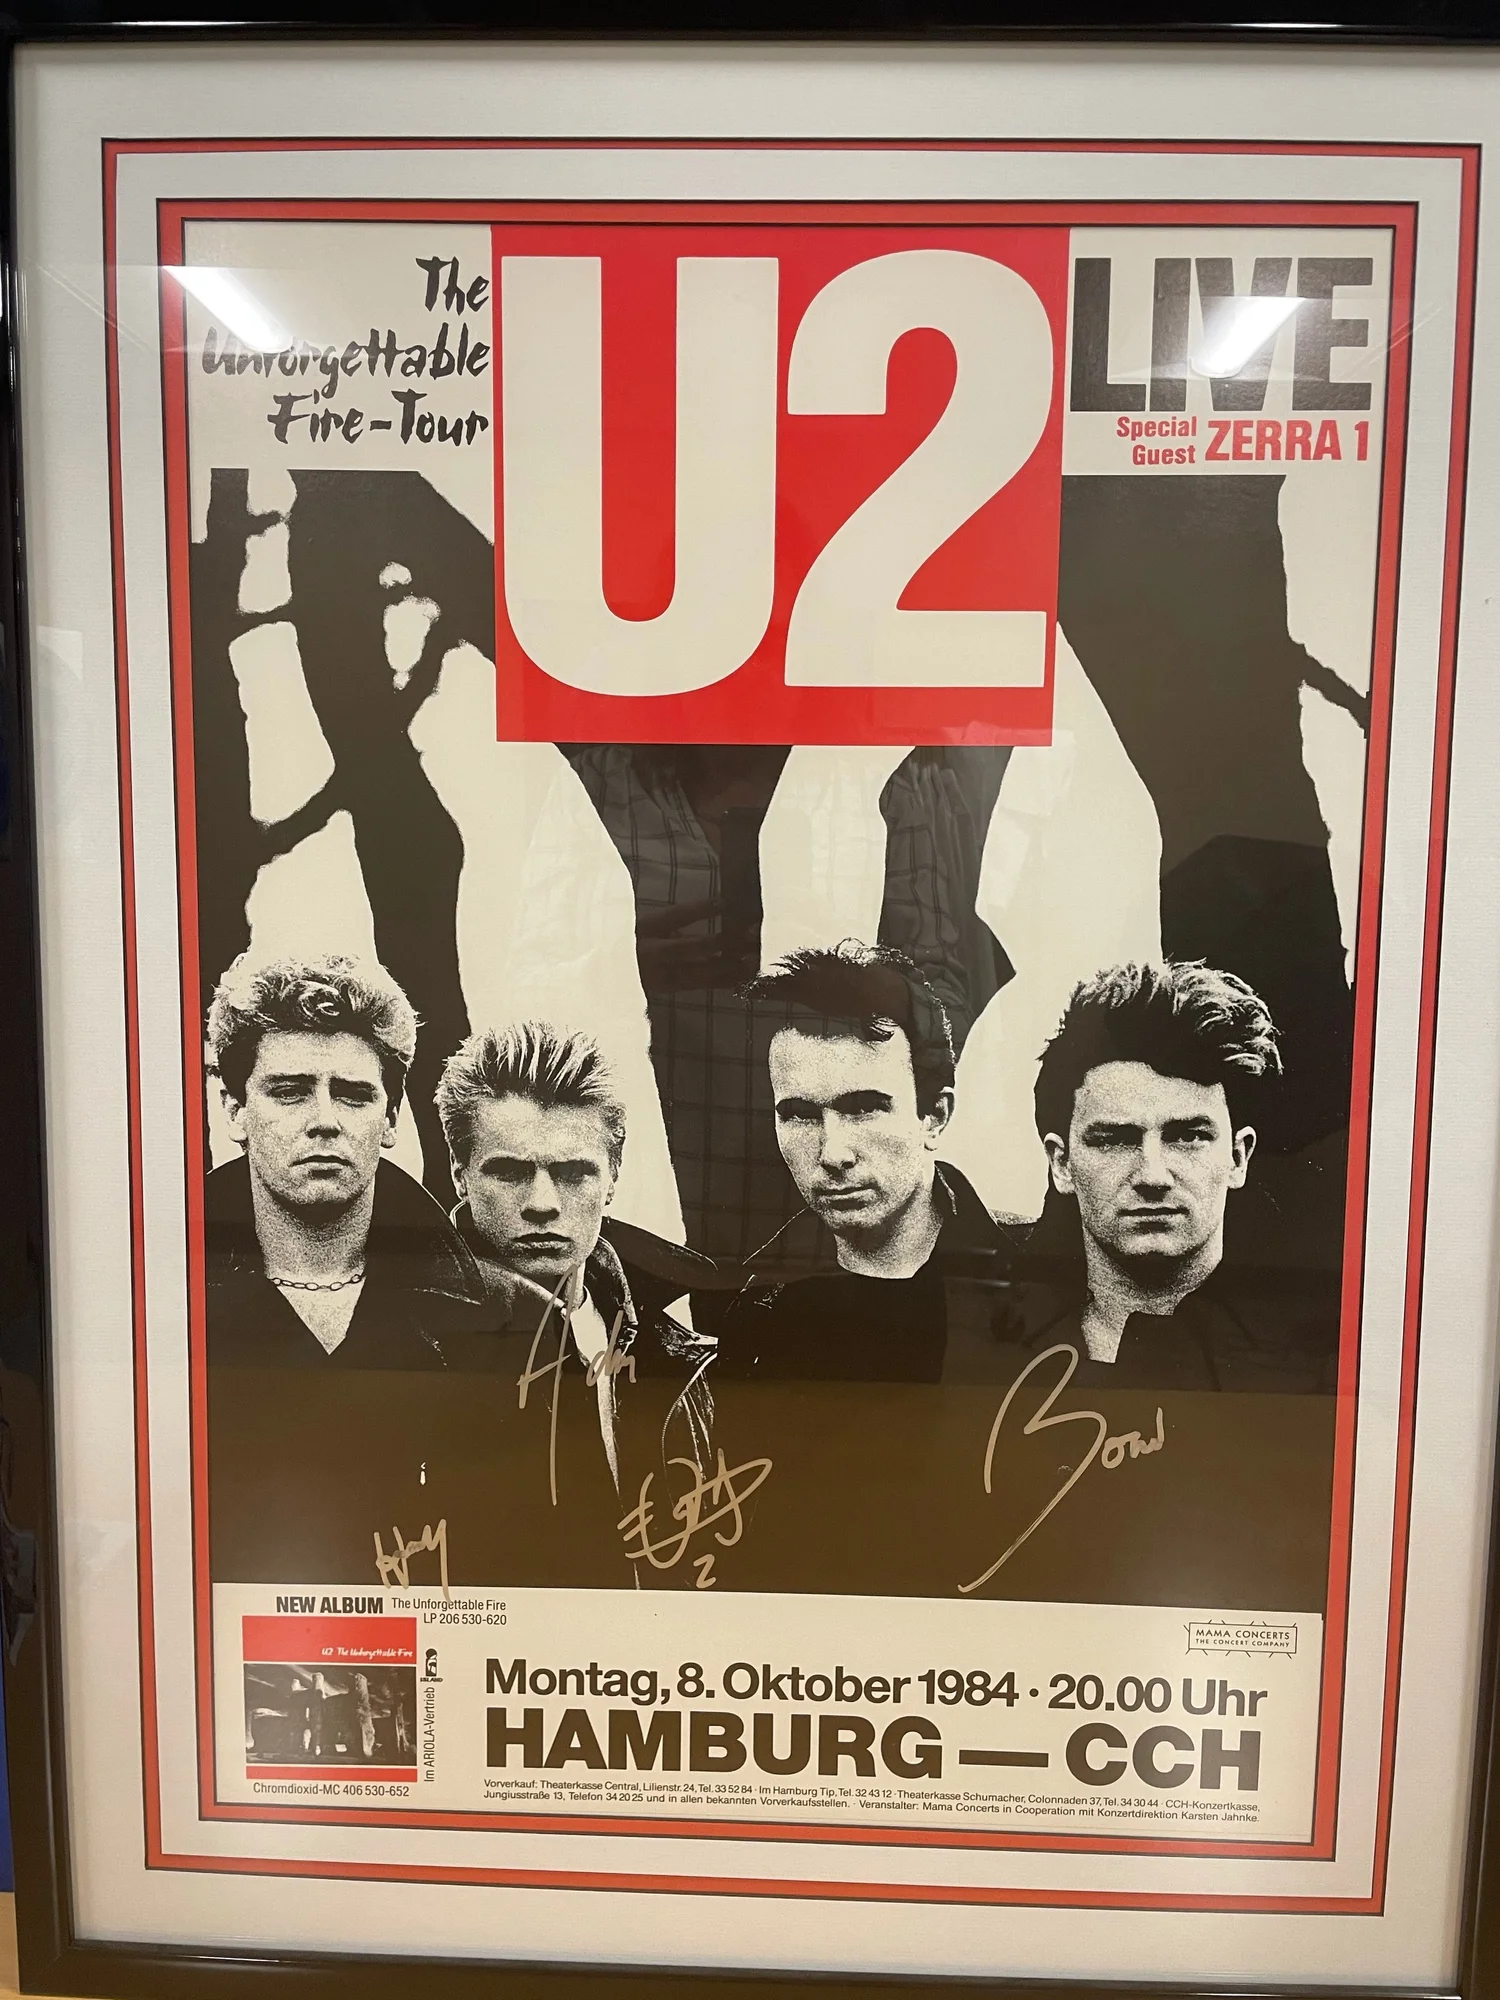 The
Unforgettable
Fire-Tour
U2
LIVE
Special
Guest
ZERRA 1
Adam
Bono
NEW ALBUM The Unforgettable Fire
LP 206 530-620
U2 The Unforgettable Fire
ISLAND
Im ARIOLA-Vertrieb
Chromdioxid-MC 406 530-652
MAMA CONCERTS
THE CONCERT COMPANY
Montag, 8. Oktober 1984 · 20.00 Uhr
HAMBURG — CCH
Vorverkauf: Theaterkasse Central, Lilienstr. 24, Tel. 33 52 84 · Im Hamburg Tip, Tel. 32 43 12 · Theaterkasse Schumacher, Colonnaden 37, Tel. 34 30 44 · CCH-Konzertkasse,
Jungiusstraße 13, Telefon 34 20 25 und in allen bekannten Vorverkaufsstellen. · Veranstalter: Mama Concerts in Cooperation mit Konzertdirektion Karsten Jahnke.